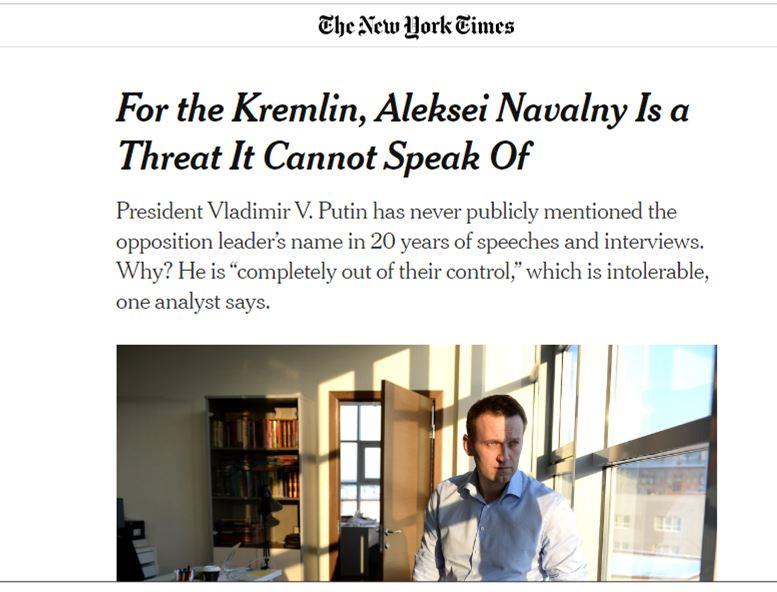 The New York Times
For the Kremlin, Aleksei Navalny Is a
Threat It Cannot Speak Of
President Vladimir V. Putin has never publicly mentioned the
opposition leader’s name in 20 years of speeches and interviews.
Why? He is “completely out of their control,” which is intolerable,
one analyst says.